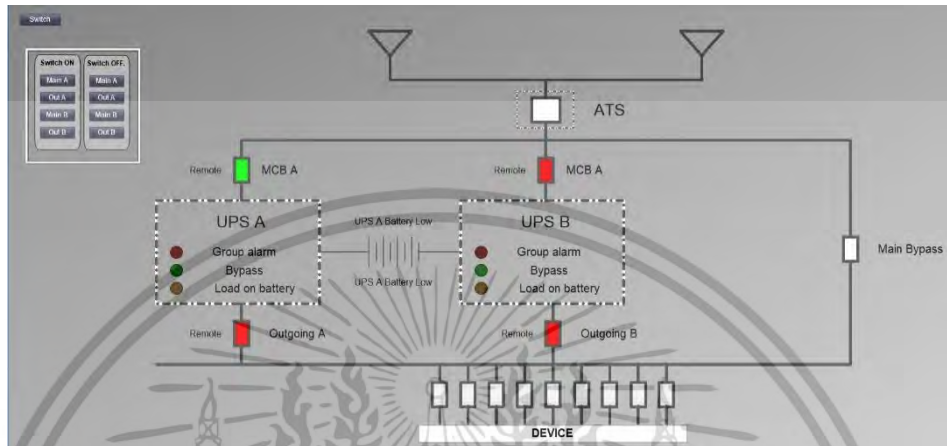 Switch
Switch ON
Switch OFF.
Main A
Main A
Out A
Out A
Main B
Main B
Out B
Out B
ATS
Remote
MCB A
Remote
MCB A
UPS A
UPS A Battery Low
UPS B
Group alarm
Group alarm
Main Bypass
Bypass
Bypass
Load on battery
UPS A Battery Low
Load on battery
Remote
Outgoing A
Remote
Outgoing B
DEVICE